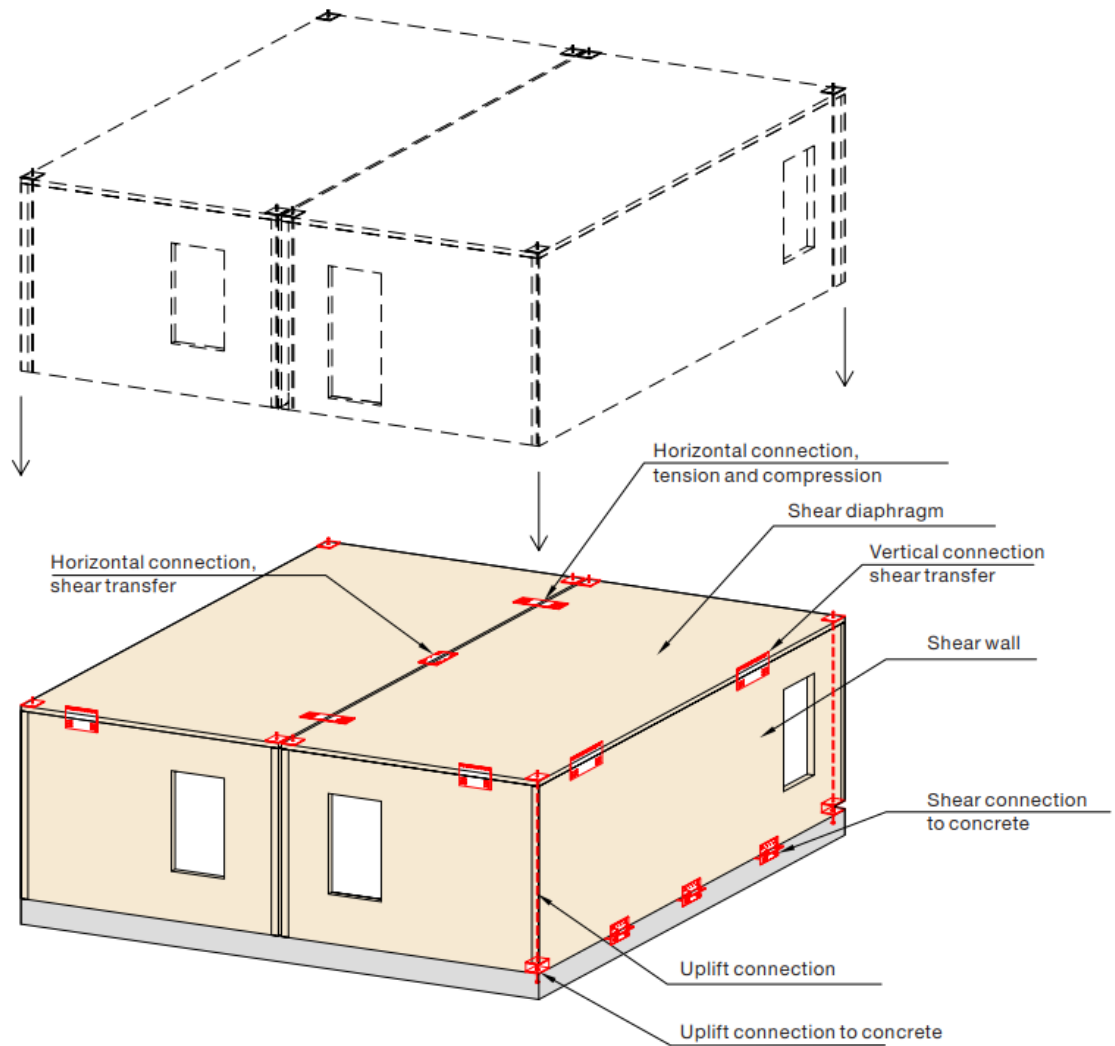 Horizontal connection,
tension and compression
Shear diaphragm
Horizontal connection,
shear transfer
Vertical connection
shear transfer
Shear wall
Shear connection
to concrete
Uplift connection
Uplift connection to concrete